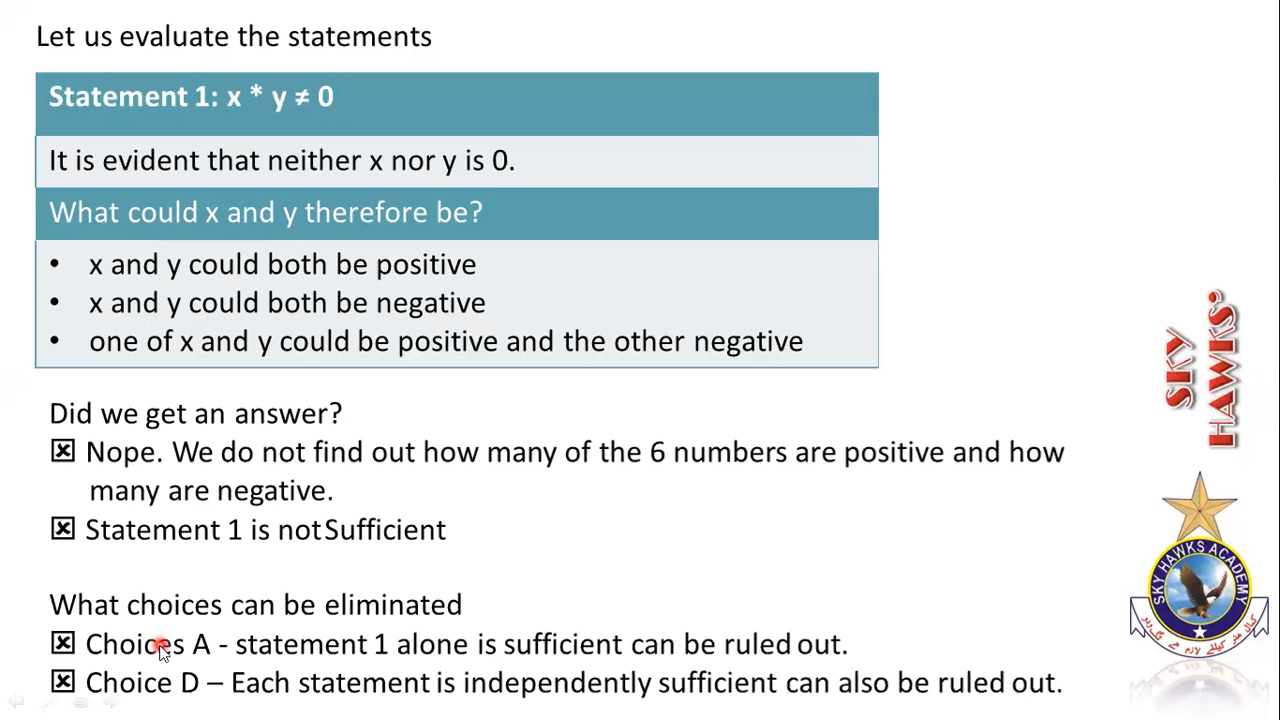 Let us evaluate the statements
Statement 1: x * y ≠ 0
It is evident that neither x nor y is 0.
What could x and y therefore be?
• x and y could both be positive
• x and y could both be negative
• one of x and y could be positive and the other negative
Did we get an answer?
☒ Nope. We do not find out how many of the 6 numbers are positive and how
many are negative.
☒ Statement 1 is not Sufficient
What choices can be eliminated
☒ Choices A - statement 1 alone is sufficient can be ruled out.
☒ Choice D – Each statement is independently sufficient can also be ruled out.
SKY
HAWKS®
SKY HAWKS ACADEMY